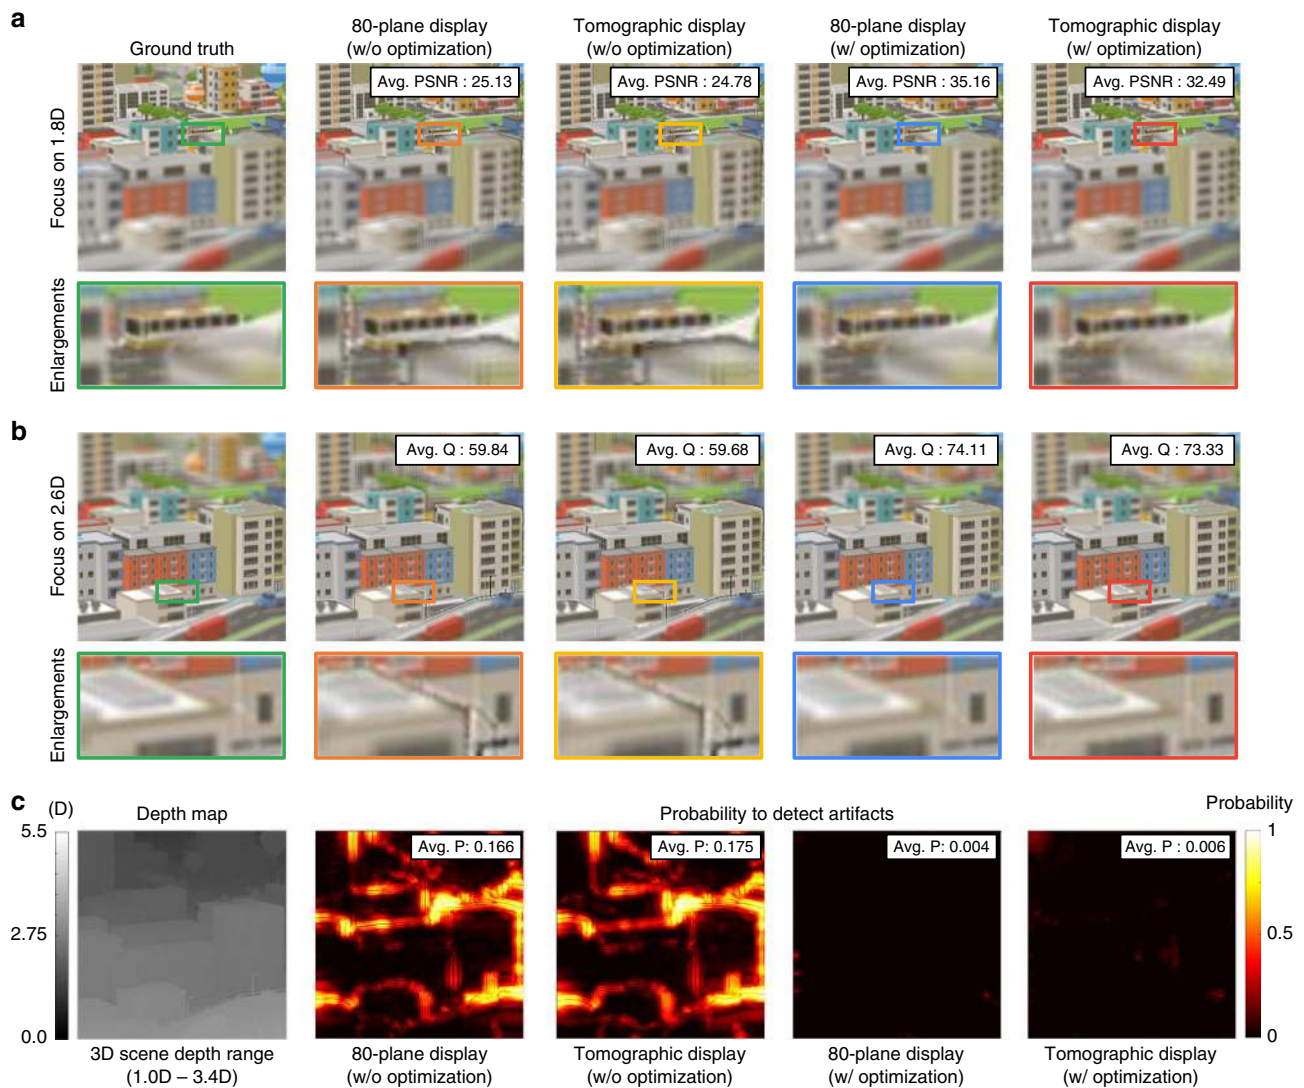 a
Ground truth
80-plane display
(w/o optimization)
Tomographic display
(w/o optimization)
80-plane display
(w/ optimization)
Tomographic display
(w/ optimization)
Focus on 1.8D
Avg. PSNR : 25.13
Avg. PSNR : 24.78
Avg. PSNR : 35.16
Avg. PSNR : 32.49
Enlargements
b
Focus on 2.6D
Avg. Q : 59.84
Avg. Q : 59.68
Avg. Q : 74.11
Avg. Q : 73.33
Enlargements
c
(D)
Depth map
Probability to detect artifacts
Probability
5.5
2.75
0.0
Avg. P: 0.166
Avg. P: 0.175
Avg. P: 0.004
Avg. P : 0.006
1
0.5
0
3D scene depth range
(1.0D – 3.4D)
80-plane display
(w/o optimization)
Tomographic display
(w/o optimization)
80-plane display
(w/ optimization)
Tomographic display
(w/ optimization)